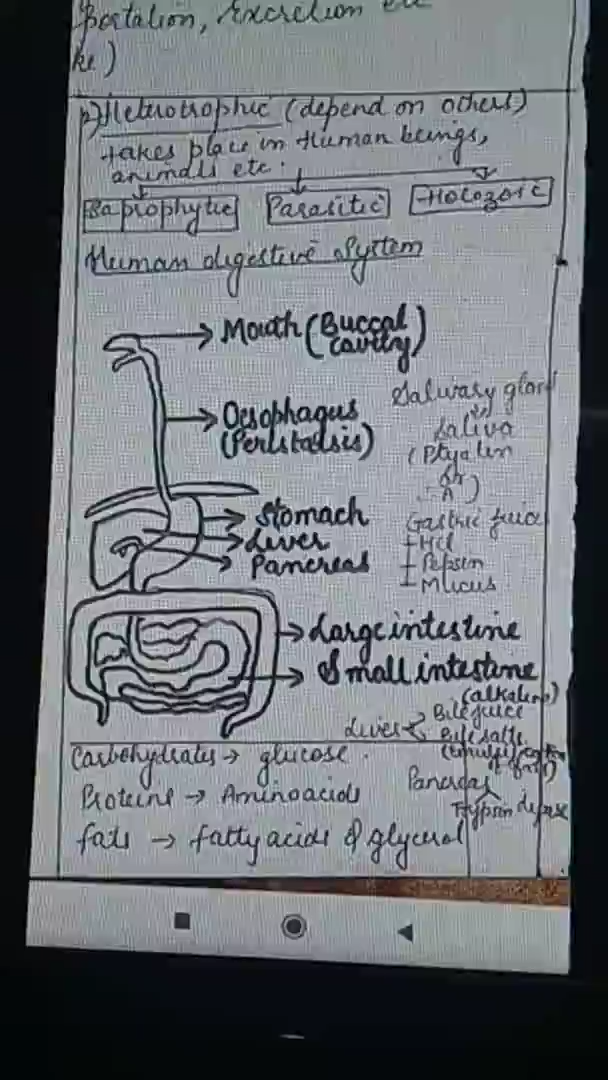 portation, Excretion etc
ke)
2) Heterotrophic (depend on others)
takes place in Human beings,
animals etc.
Saprophytic Parasitic Holozoic
Human digestive System
Mouth (Buccal
cavity)
Salivary gland
Oesophagus
(Peristalsis)
Saliva
(Ptyalin
or
A)
Stomach
Liver
Pancreas
Gastric juice
HCl
Pepsin
Mucus
Large intestine
Small intestine
(alkaline)
Liver Bile juice
Bile salts
Carbohydrates → glucose.
Proteins → Aminoacids
fats → fatty acids & glycerol
Pancreas
Trypsin